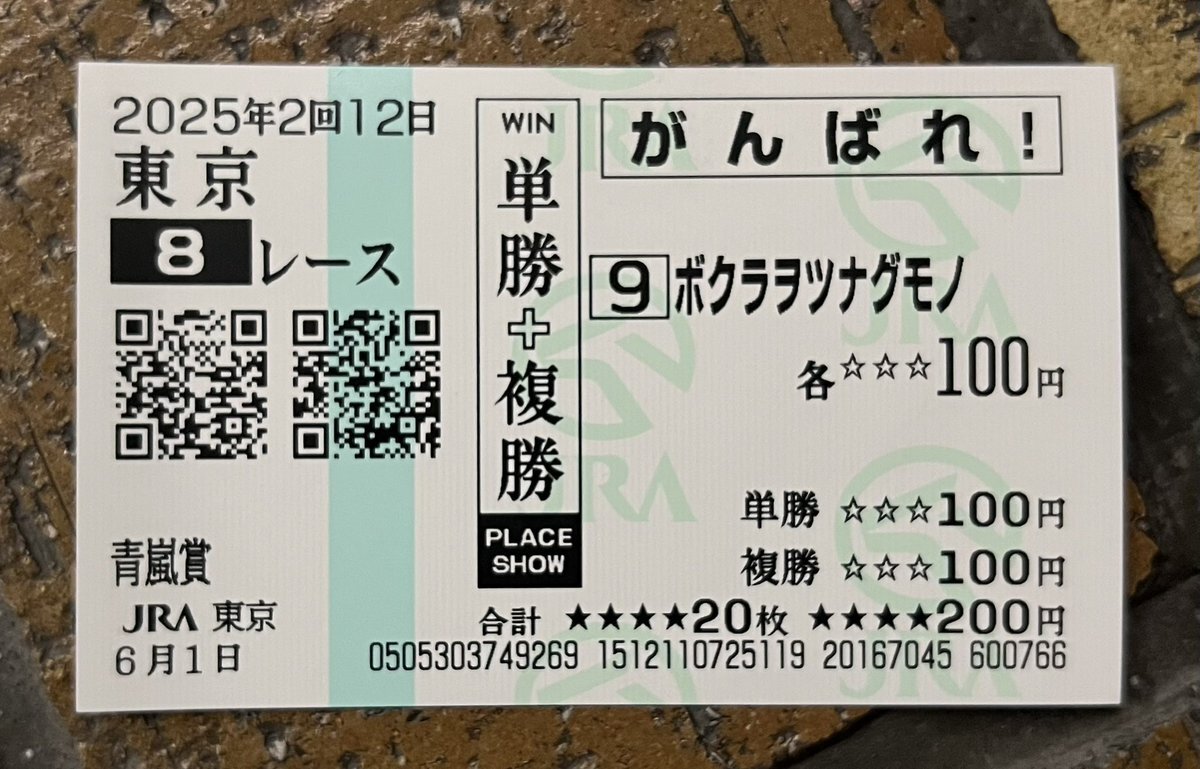 2025年2回12日
東京
8レース
青嵐賞
JRA 東京
6月1日
WIN
単勝+複勝
PLACE
SHOW
がんばれ!
9 ボクラヲツナグモノ
各☆☆☆100円
単勝 ☆☆☆100円
複勝 ☆☆☆100円
合計 ★★★★20枚 ★★★★200円
0505303749269 1512110725119 20167045 600766
JRA
JRA
JRA
JRA